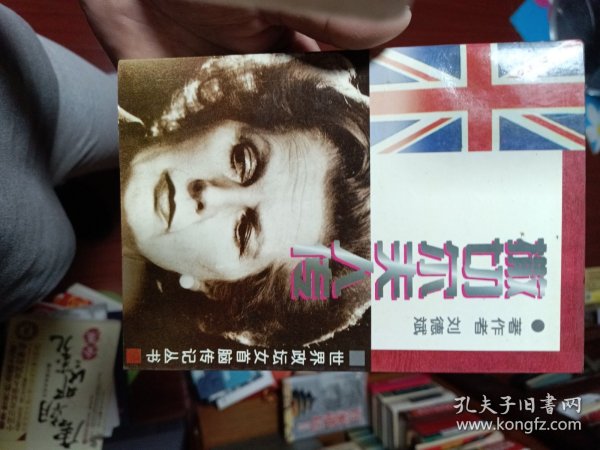 撒切尔夫人传
●著作者 刘德斌
■世界政坛女首脑传记丛书■
孔夫子旧书网
www.kongfz.com